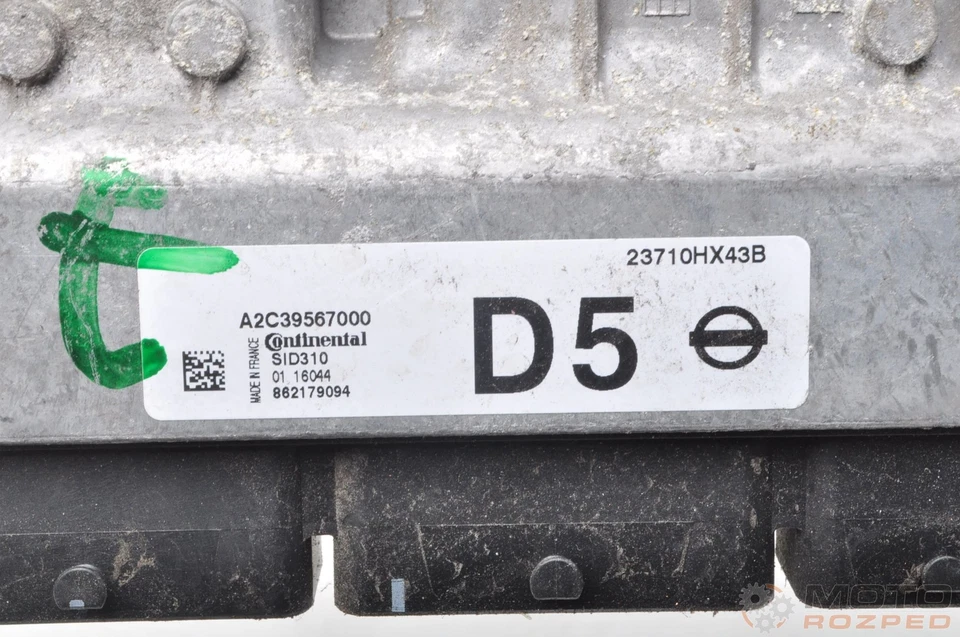 23710HX43B
A2C39567000
Continental
SID310
01 16044
862179094
MADE IN FRANCE
D5
MOTO
ROZPED